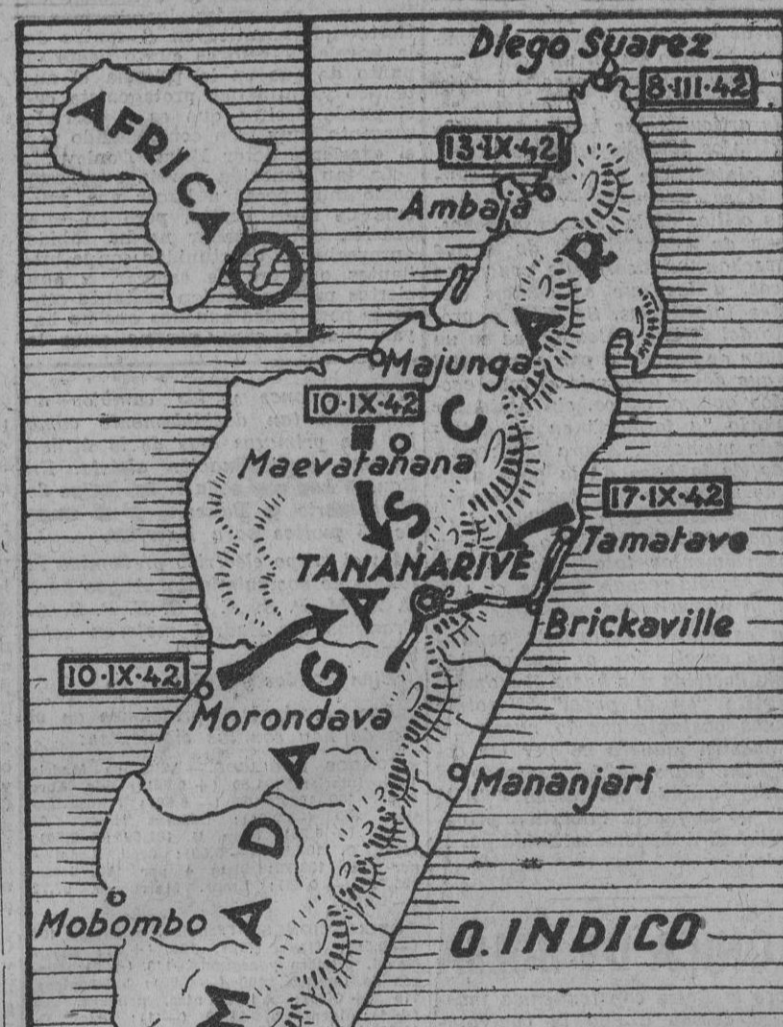 AFRICA
Diego Suarez
8·III·42
13·IX·42
Ambaja
Majunga
10·IX·42
Maevatañana
17·IX·42
Tamatave
TANANARIVE
Brickaville
10·IX·42
Morondava
Mananjari
Mobombo
O. INDICO
MADAGASCAR